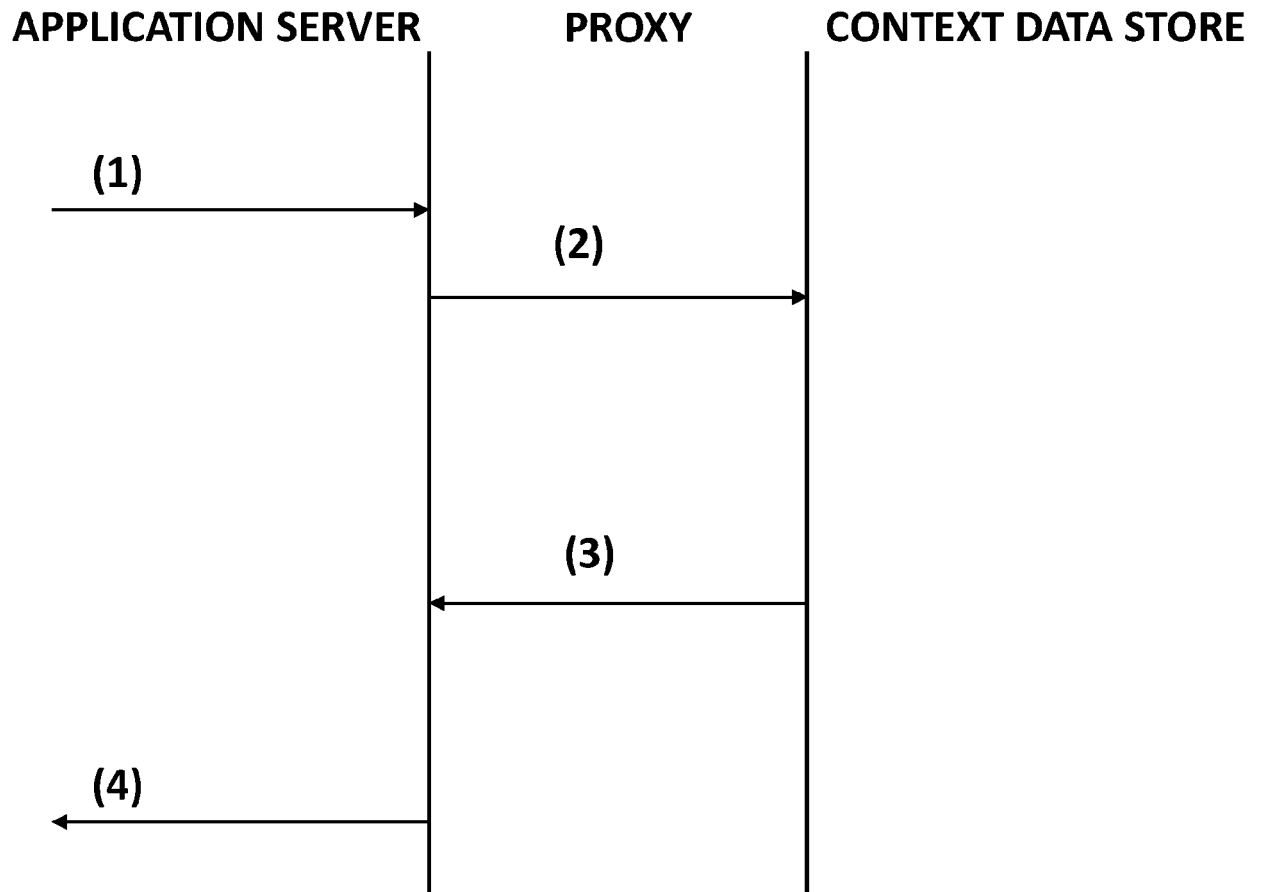 APPLICATION SERVER PROXY CONTEXT DATA STORE
(1)
(2)
(3)
(4)